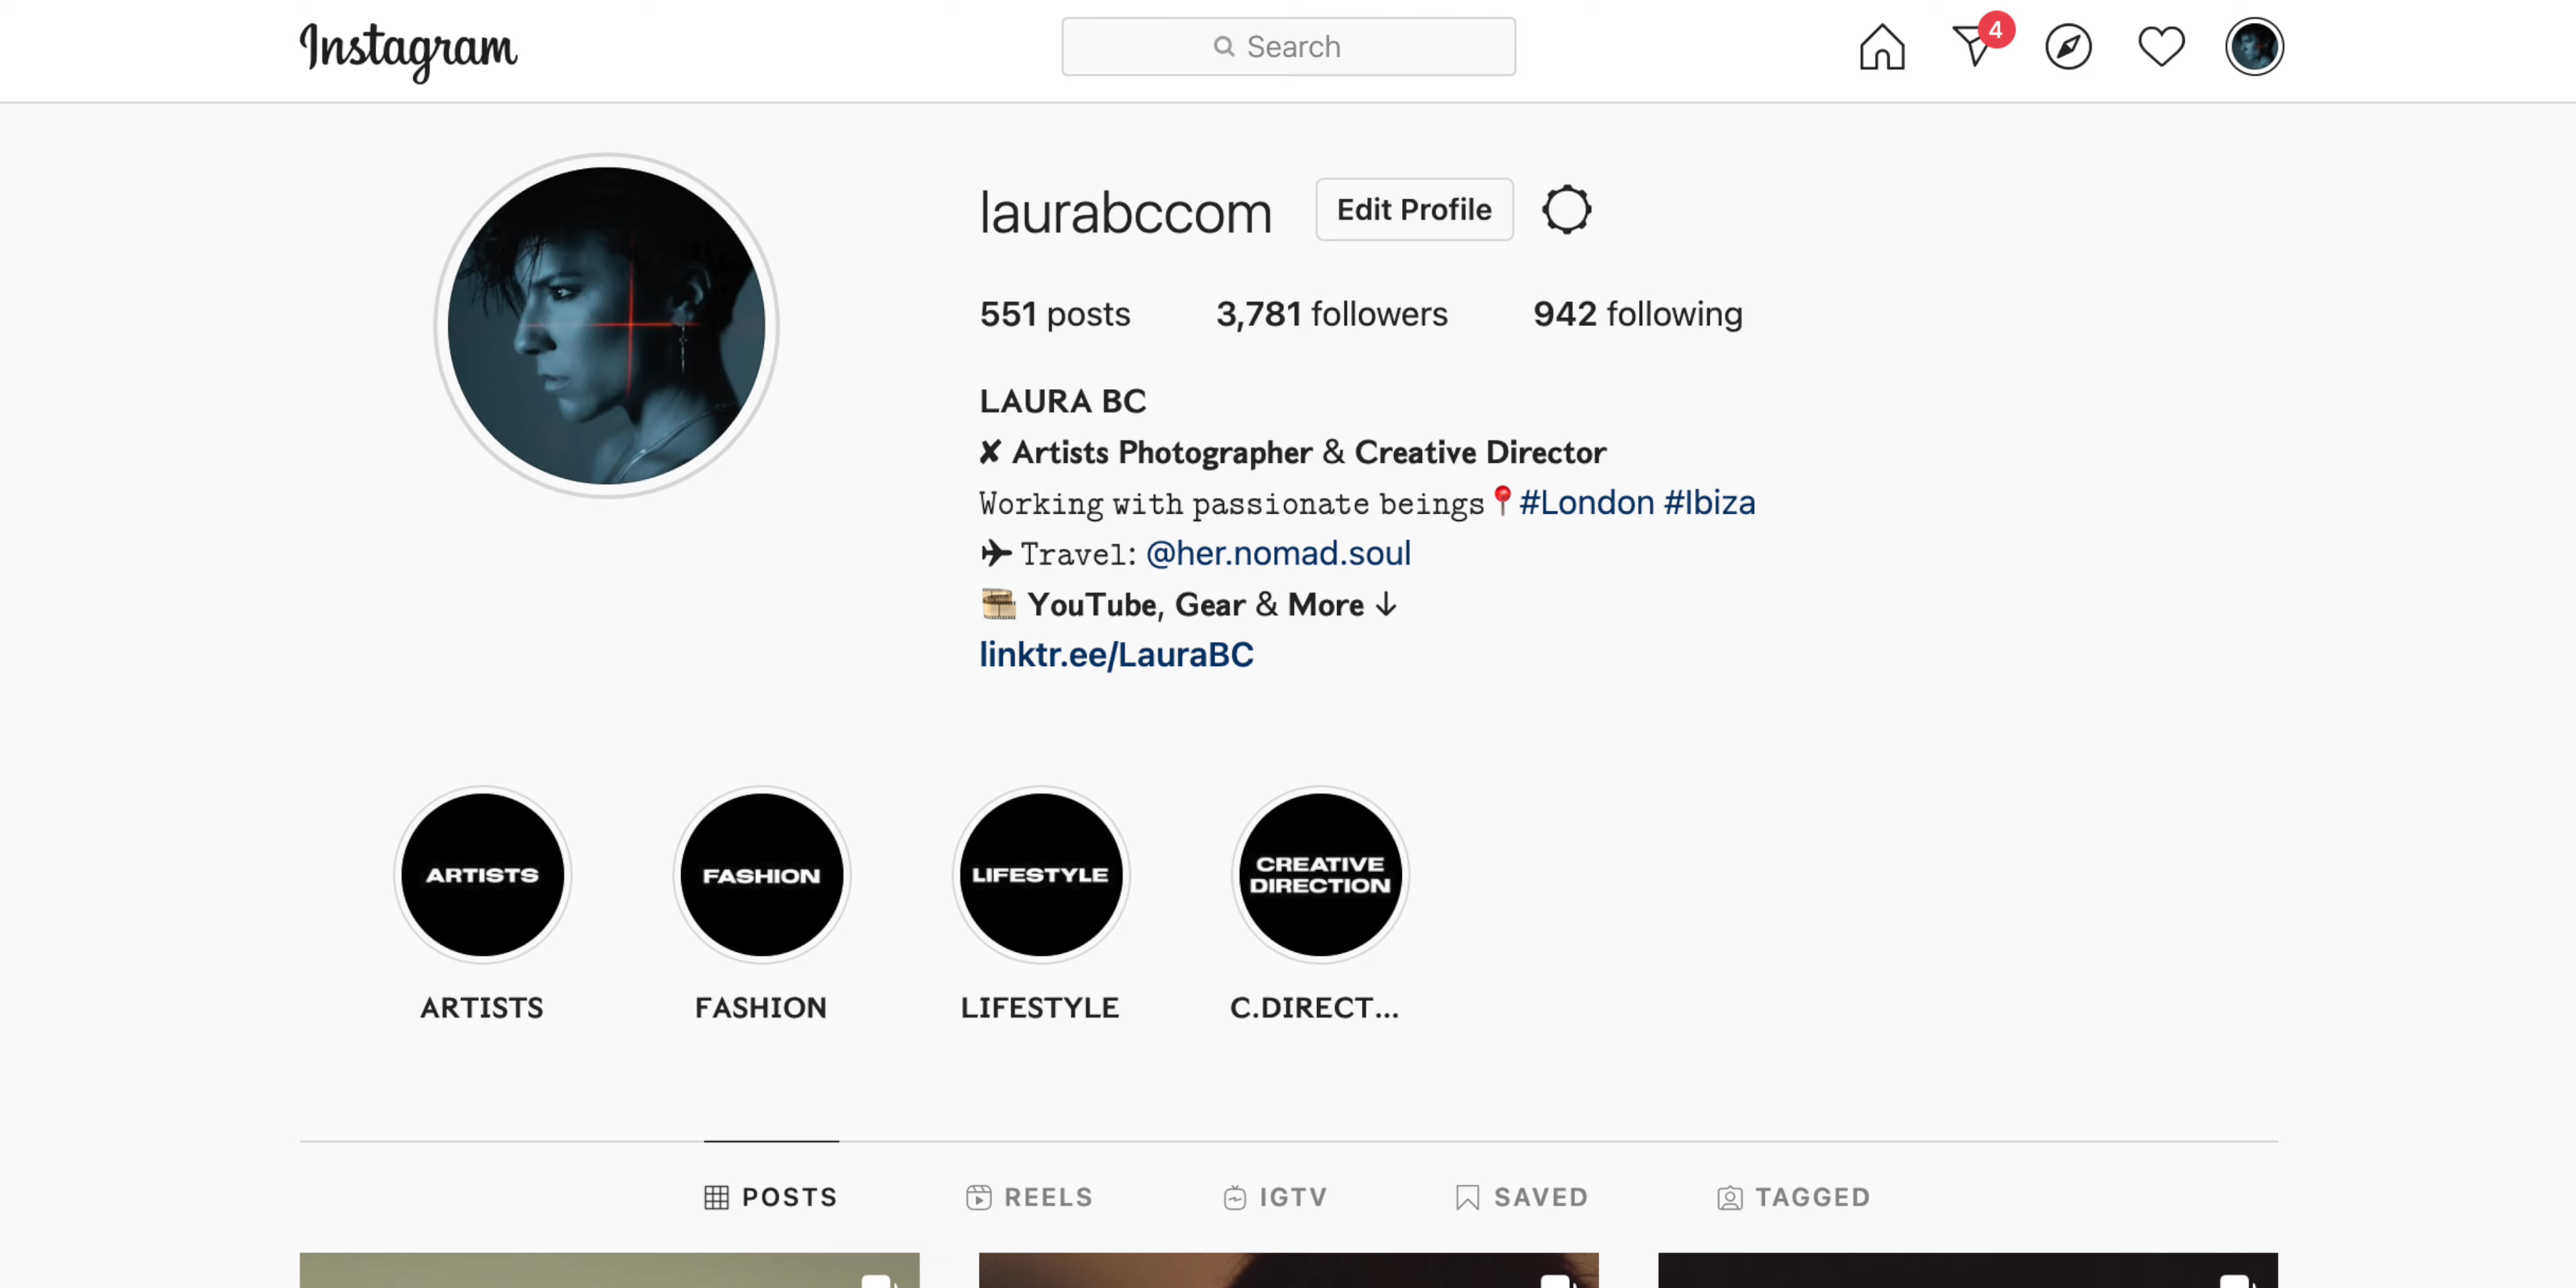 Instagram
Search
4
laurabccom Edit Profile
551 posts 3,781 followers 942 following
LAURA BC
✘ Artists Photographer & Creative Director
Working with passionate beings📍#London #Ibiza
✈ Travel: @her.nomad.soul
🎞 YouTube, Gear & More ↓
linktr.ee/LauraBC
ARTISTS FASHION LIFESTYLE CREATIVE
DIRECTION
ARTISTS FASHION LIFESTYLE C.DIRECT...
POSTS REELS IGTV SAVED TAGGED